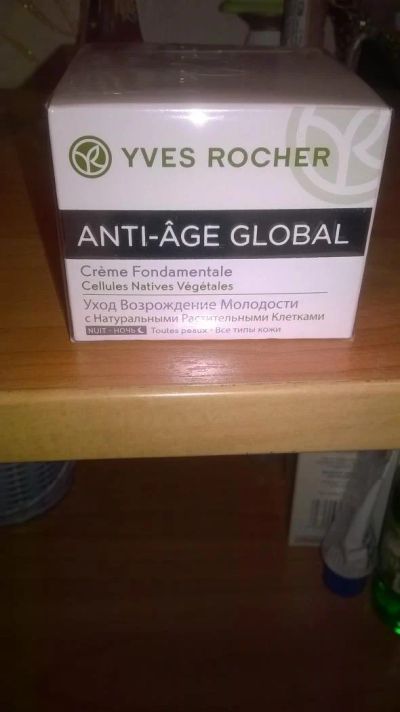 YVES ROCHER
ANTI-ÂGE GLOBAL
Crème Fondamentale
Cellules Natives Végétales
Уход Возрождение Молодости
с Натуральными Растительными Клетками
NUIT - НОЧЬ Toutes peaux • Все типы кожи